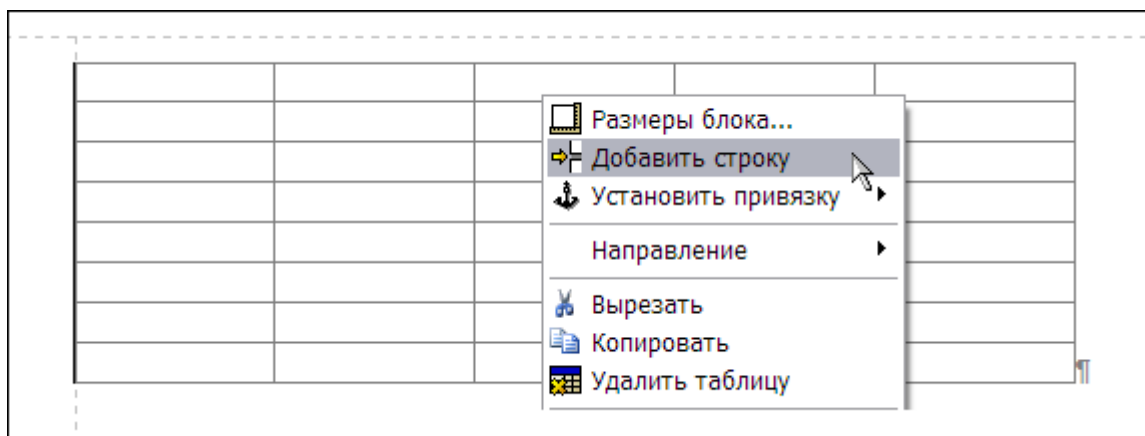 Размеры блока...
Добавить строку
Установить привязку
Направление
Вырезать
Копировать
Удалить таблицу
¶